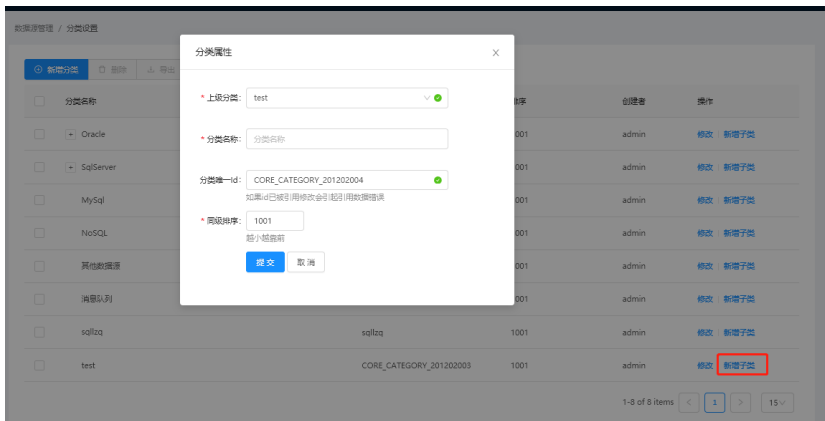 数据源管理 / 分类设置
新增分类 删除 导出
分类名称 排序 创建者 操作
Oracle 1001 admin 修改 新增子类
SqlServer 001 admin 修改 新增子类
MySql 001 admin 修改 新增子类
NoSQL 001 admin 修改 新增子类
其他数据源 001 admin 修改 新增子类
消息队列 001 admin 修改 新增子类
sqllzq sqllzq 1001 admin 修改 新增子类
test CORE_CATEGORY_201202003 1001 admin 修改 新增子类
1-8 of 8 items < 1 > 15
分类属性 X
* 上级分类: test
* 分类名称: 分类名称
分类唯一Id: CORE_CATEGORY_201202004
如果id已被引用修改会引起引用数据错误
* 同级排序: 1001
越小越靠前
提交 取消